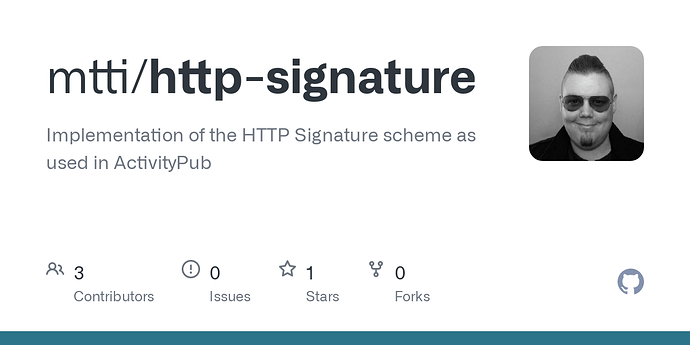 mtti/http-signature
Implementation of the HTTP Signature scheme as
used in ActivityPub
3
Contributors
0
Issues
1
Stars
0
Forks